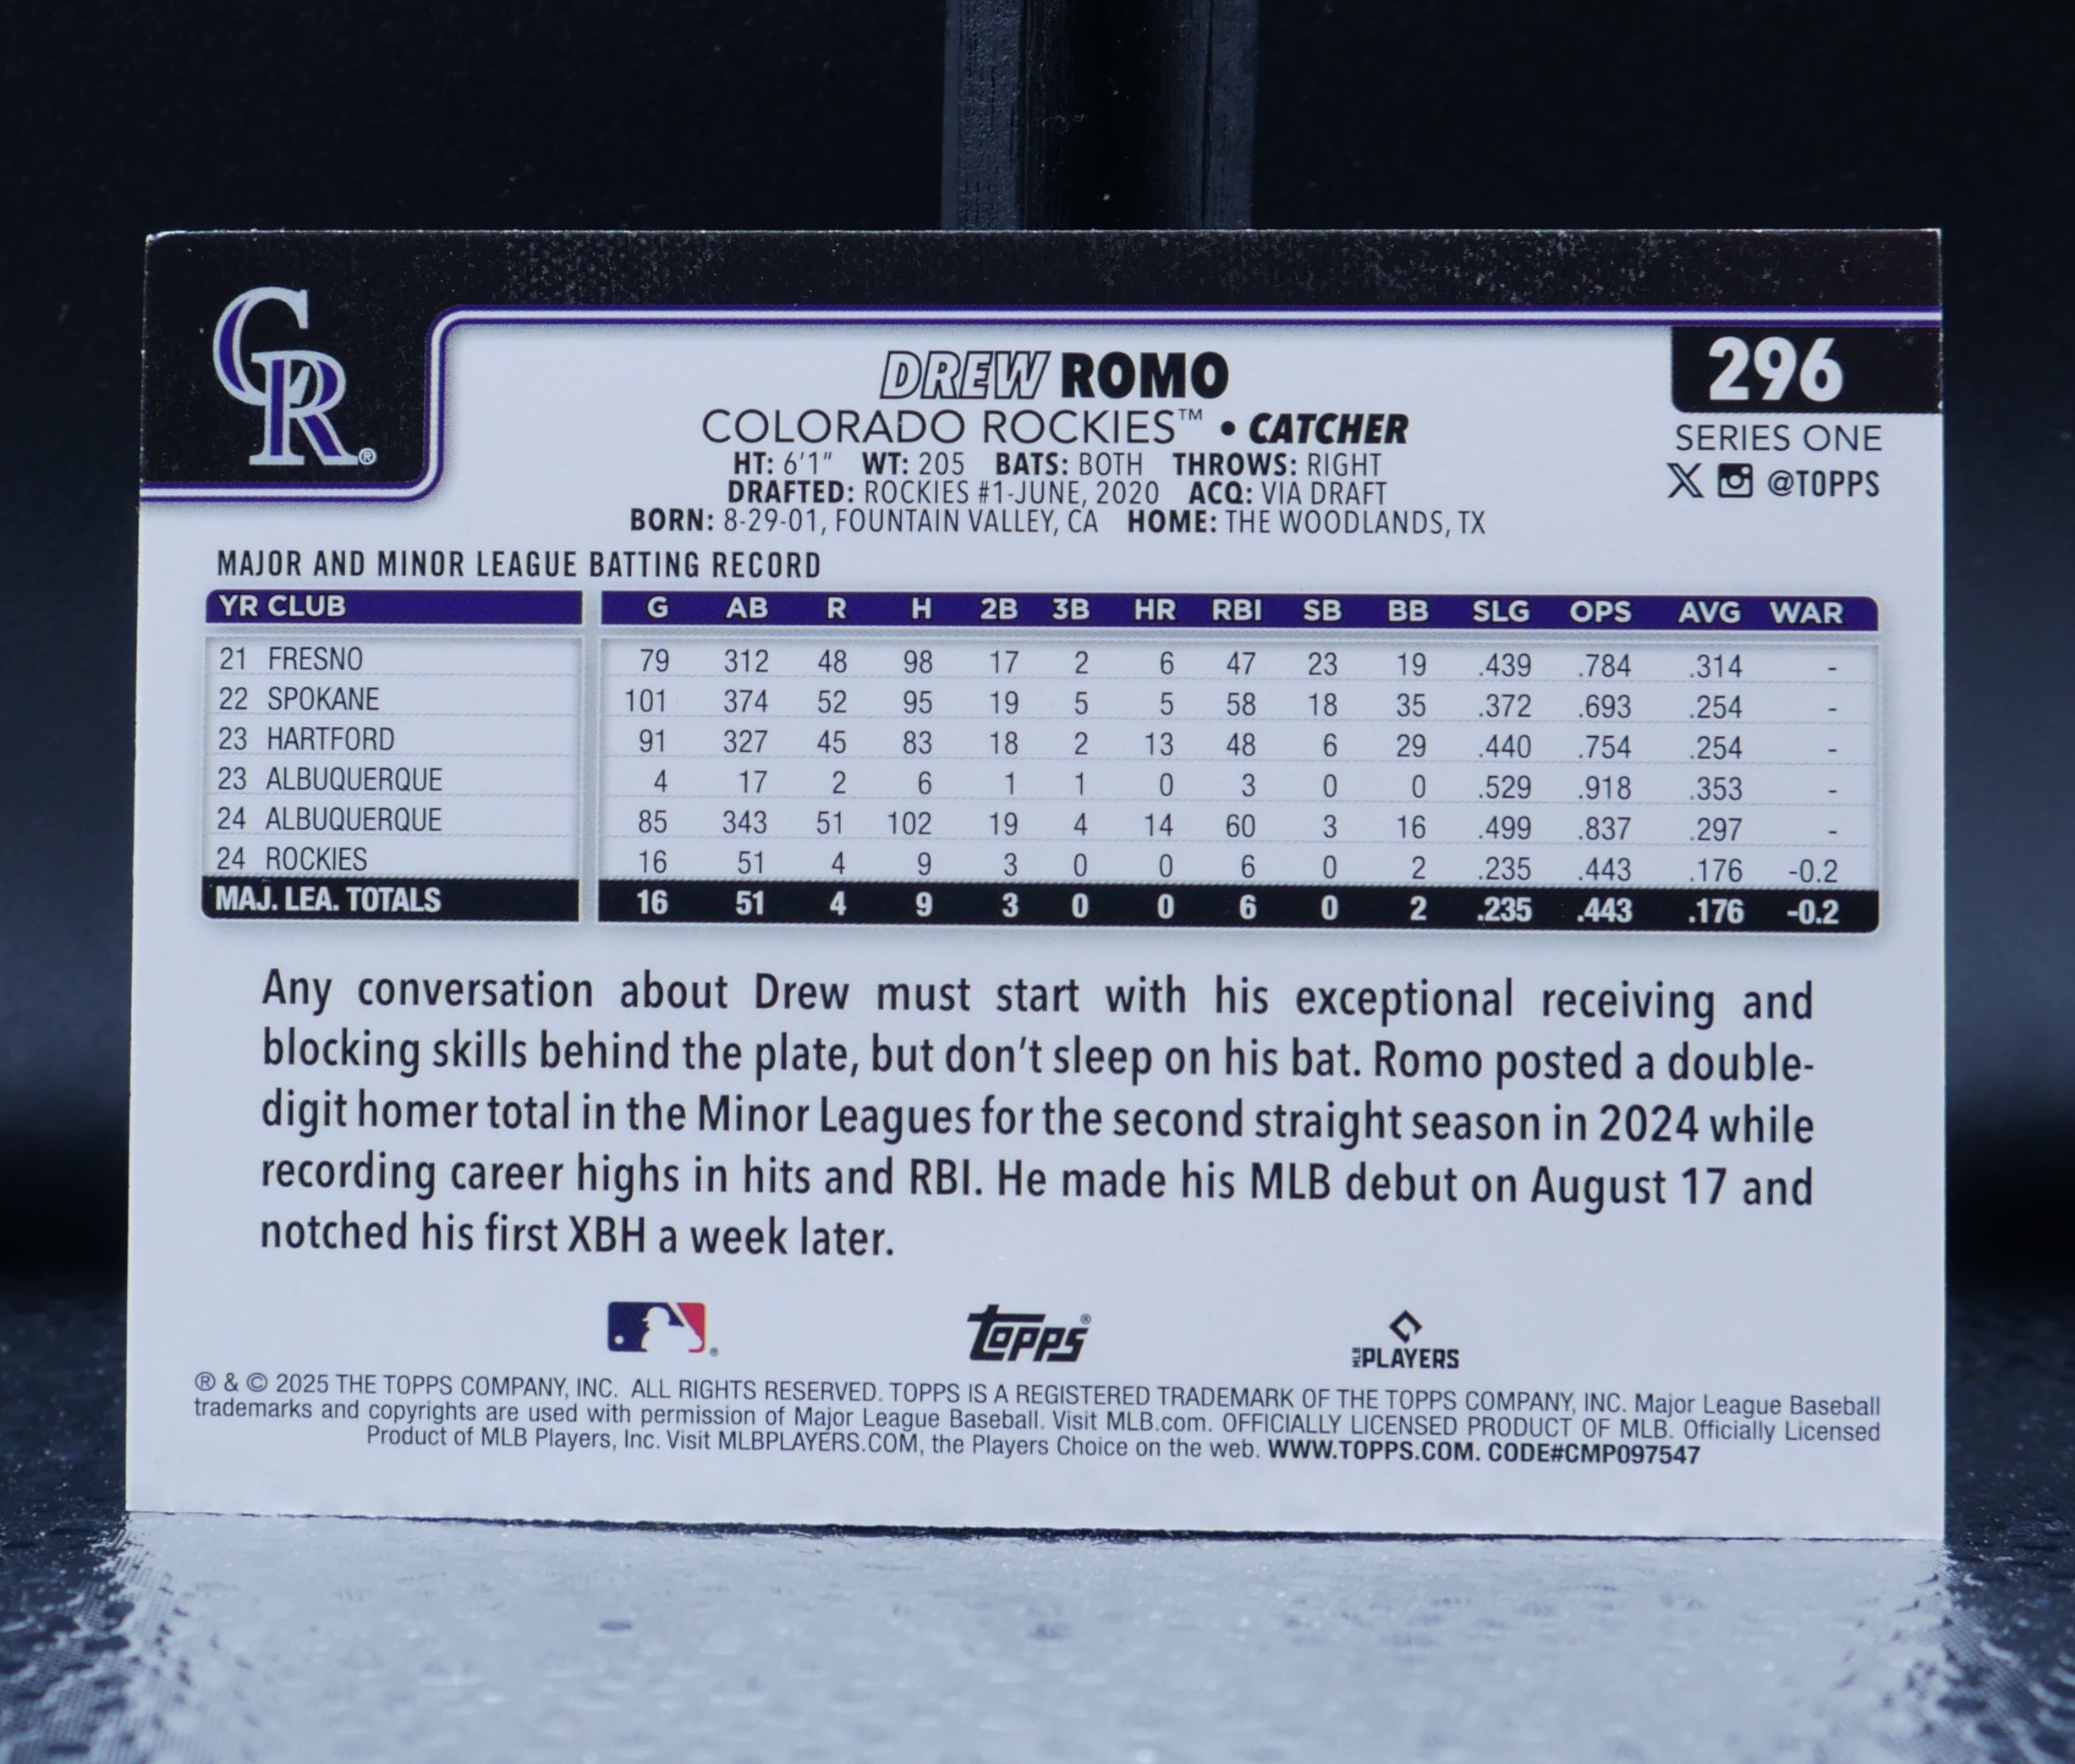 CR®
DREW ROMO
296
COLORADO ROCKIES™ • CATCHER
SERIES ONE
HT: 6'1" WT: 205 BATS: BOTH THROWS: RIGHT
X @TOPPS
DRAFTED: ROCKIES #1-JUNE, 2020 ACQ: VIA DRAFT
BORN: 8-29-01, FOUNTAIN VALLEY, CA HOME: THE WOODLANDS, TX
MAJOR AND MINOR LEAGUE BATTING RECORD
YR CLUB G AB R H 2B 3B HR RBI SB BB SLG OPS AVG WAR
21 FRESNO 79 312 48 98 17 2 6 47 23 19 .439 .784 .314 -
22 SPOKANE 101 374 52 95 19 5 5 58 18 35 .372 .693 .254 -
23 HARTFORD 91 327 45 83 18 2 13 48 6 29 .440 .754 .254 -
23 ALBUQUERQUE 4 17 2 6 1 1 0 3 0 0 .529 .918 .353 -
24 ALBUQUERQUE 85 343 51 102 19 4 14 60 3 16 .499 .837 .297 -
24 ROCKIES 16 51 4 9 3 0 0 6 0 2 .235 .443 .176 -0.2
MAJ. LEA. TOTALS 16 51 4 9 3 0 0 6 0 2 .235 .443 .176 -0.2
Any conversation about Drew must start with his exceptional receiving and
blocking skills behind the plate, but don't sleep on his bat. Romo posted a double-
digit homer total in the Minor Leagues for the second straight season in 2024 while
recording career highs in hits and RBI. He made his MLB debut on August 17 and
notched his first XBH a week later.
® Topps® MLB PLAYERS
® & © 2025 THE TOPPS COMPANY, INC. ALL RIGHTS RESERVED. TOPPS IS A REGISTERED TRADEMARK OF THE TOPPS COMPANY, INC. Major League Baseball
trademarks and copyrights are used with permission of Major League Baseball. Visit MLB.com. OFFICIALLY LICENSED PRODUCT OF MLB. Officially Licensed
Product of MLB Players, Inc. Visit MLBPLAYERS.COM, the Players Choice on the web. WWW.TOPPS.COM. CODE#CMP097547